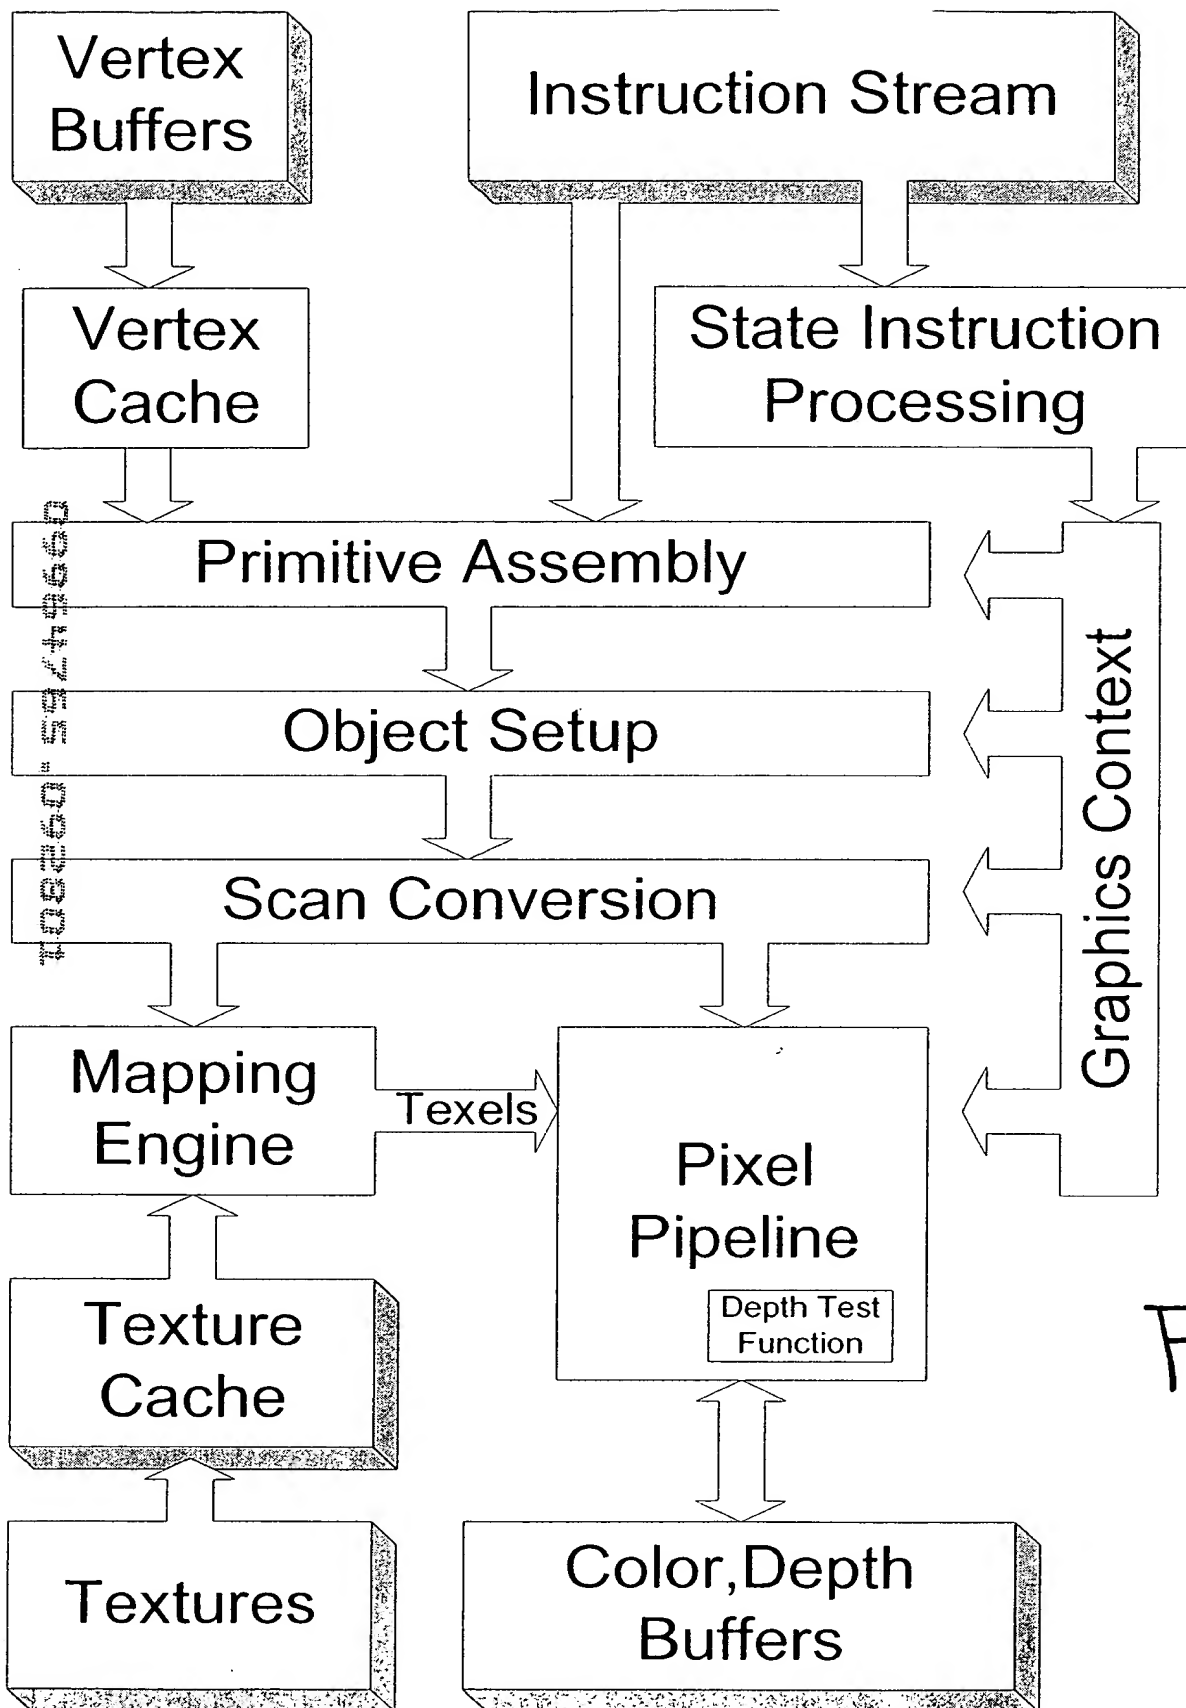 Vertex
Buffers
Instruction Stream
Vertex
Cache
State Instruction
Processing
Primitive Assembly
Object Setup
Scan Conversion
Graphics Context
Mapping
Engine
Texels
Pixel
Pipeline
Depth Test
Function
Texture
Cache
Textures
Color,Depth
Buffers